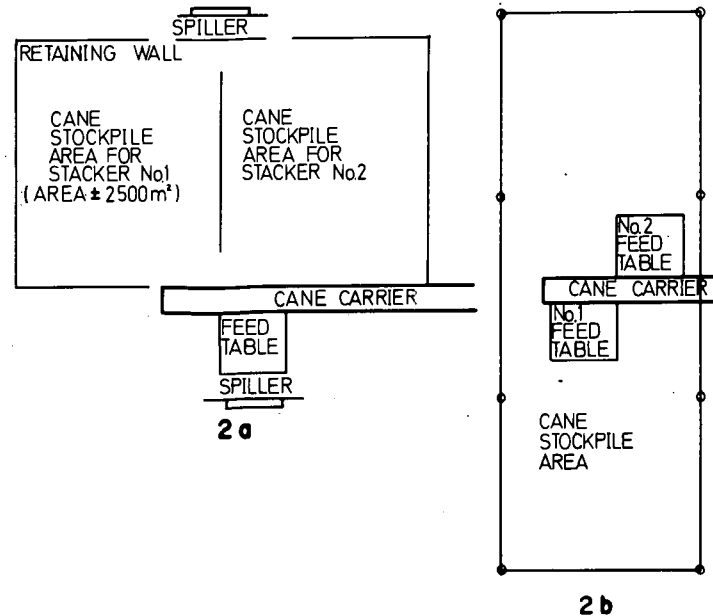 SPILLER
RETAINING WALL
CANE
STOCKPILE
AREA FOR
STACKER No.1
(AREA ± 2500m²)
CANE
STOCKPILE
AREA FOR
STACKER No.2
CANE CARRIER
FEED
TABLE
SPILLER
2a
No.2
FEED
TABLE
CANE CARRIER
No.1
FEED
TABLE
CANE
STOCKPILE
AREA
2b